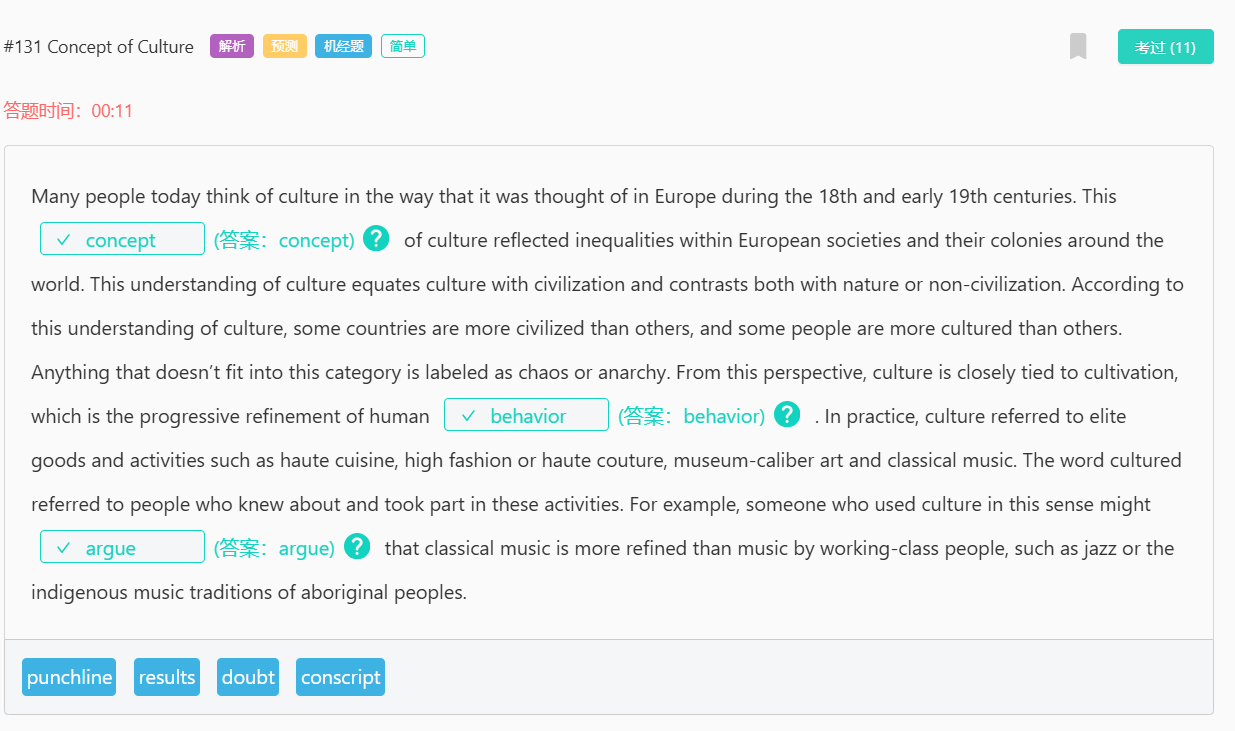 #131 Concept of Culture 解析 预测 机经题 简单 考过 (11)
答题时间：00:11
Many people today think of culture in the way that it was thought of in Europe during the 18th and early 19th centuries. This
✓ concept (答案：concept) ? of culture reflected inequalities within European societies and their colonies around the
world. This understanding of culture equates culture with civilization and contrasts both with nature or non-civilization. According to
this understanding of culture, some countries are more civilized than others, and some people are more cultured than others.
Anything that doesn’t fit into this category is labeled as chaos or anarchy. From this perspective, culture is closely tied to cultivation,
which is the progressive refinement of human ✓ behavior (答案：behavior) ? . In practice, culture referred to elite
goods and activities such as haute cuisine, high fashion or haute couture, museum-caliber art and classical music. The word cultured
referred to people who knew about and took part in these activities. For example, someone who used culture in this sense might
✓ argue (答案：argue) ? that classical music is more refined than music by working-class people, such as jazz or the
indigenous music traditions of aboriginal peoples.
punchline results doubt conscript